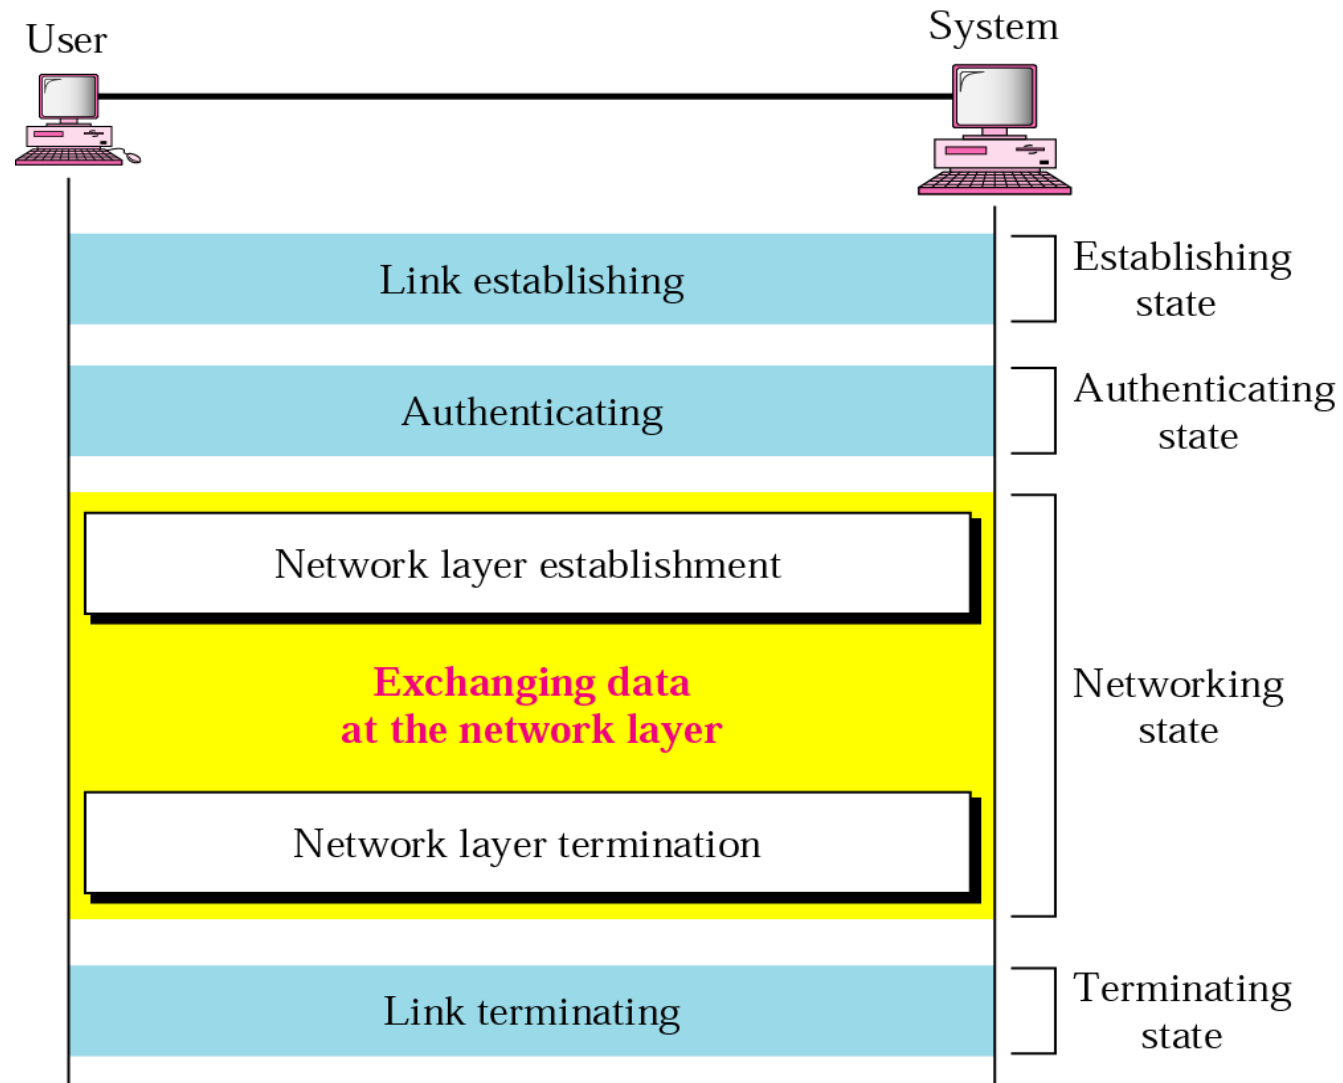 User
System
Link establishing
Establishing
state
Authenticating
Authenticating
state
Network layer establishment
Exchanging data
at the network layer
Networking
state
Network layer termination
Link terminating
Terminating
state